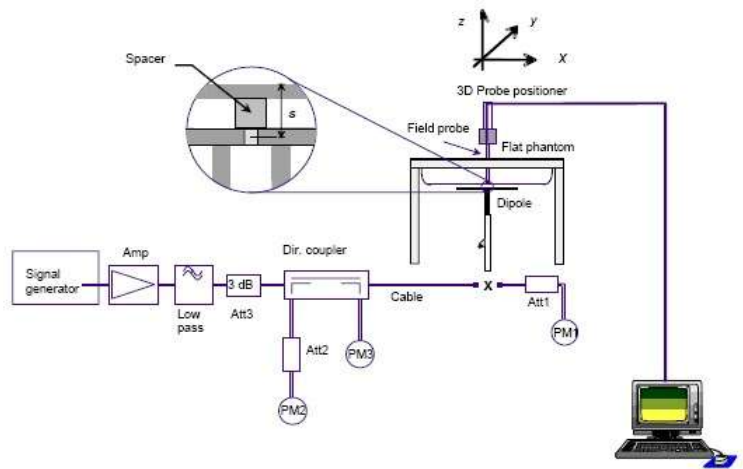 z
y
X
Spacer
s
3D Probe positioner
Field probe
Flat phantom
Dipole
Dir. coupler
Amp
Signal
generator
3 dB
Low
pass
Att3
Cable
X
Att1
Att2
PM3
PM1
PM2